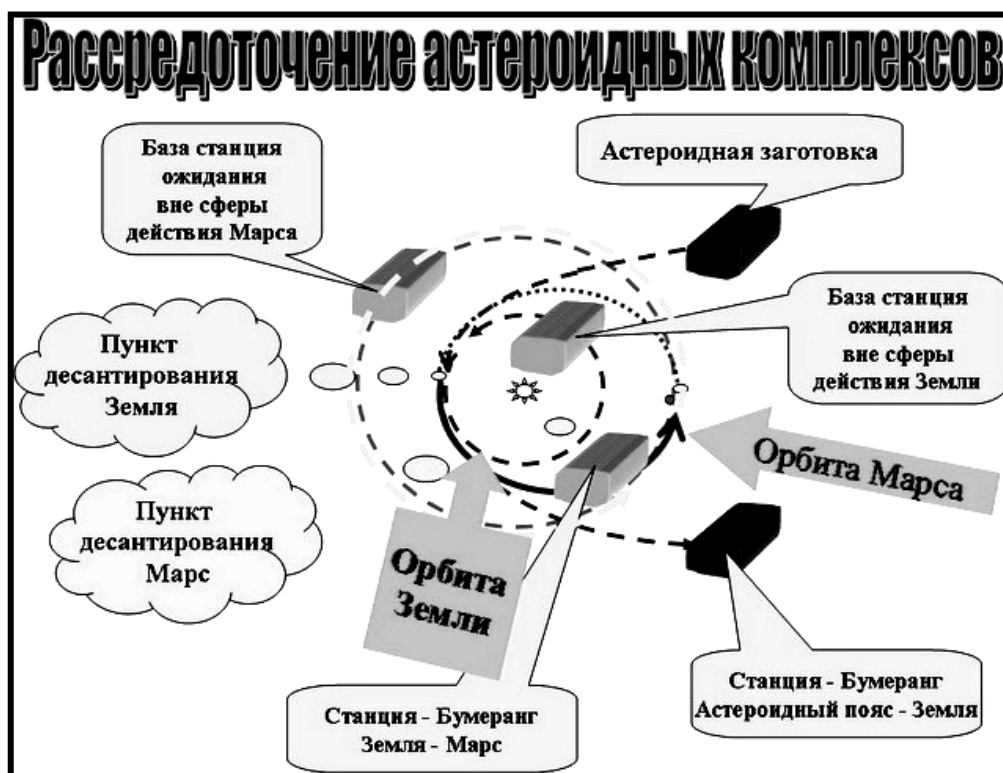 Рассредоточение астероидных комплексов
База станция
ожидания
вне сферы
действия Марса
Астероидная заготовка
База станция
ожидания
вне сферы
действия Земли
Пункт
десантирования
Земля
Орбита Марса
Пункт
десантирования
Марс
Орбита
Земли
Станция - Бумеранг
Земля - Марс
Станция - Бумеранг
Астероидный пояс - Земля